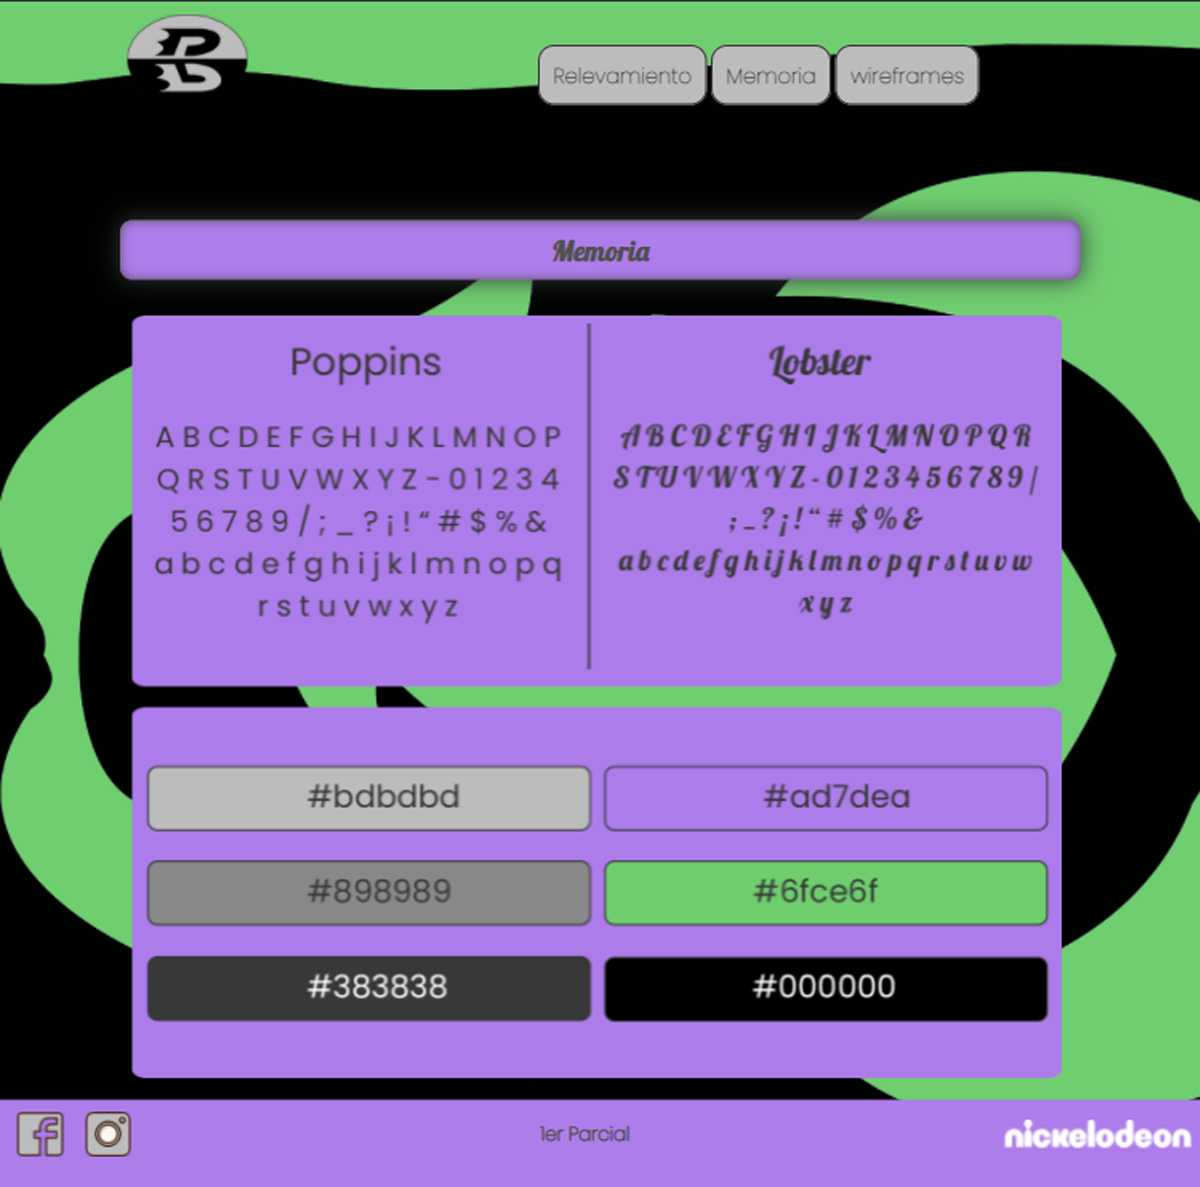 B
Relevamiento Memoria wireframes
Memoria
Poppins
A B C D E F G H I J K L M N O P
Q R S T U V W X Y Z - 0 1 2 3 4
5 6 7 8 9 / ; _ ? ¡ ! “ # $ % &
a b c d e f g h i j k l m n o p q
r s t u v w x y z
Lobster
A B C D E F G H I J K L M N O P Q R
S T U V W X Y Z - 0 1 2 3 4 5 6 7 8 9 /
; _ ? ¡ ! “ # $ % &
a b c d e f g h i j k l m n o p q r s t u v w
x y z
#bdbdbd
#ad7dea
#898989
#6fce6f
#383838
#000000
1er Parcial
nickelodeon